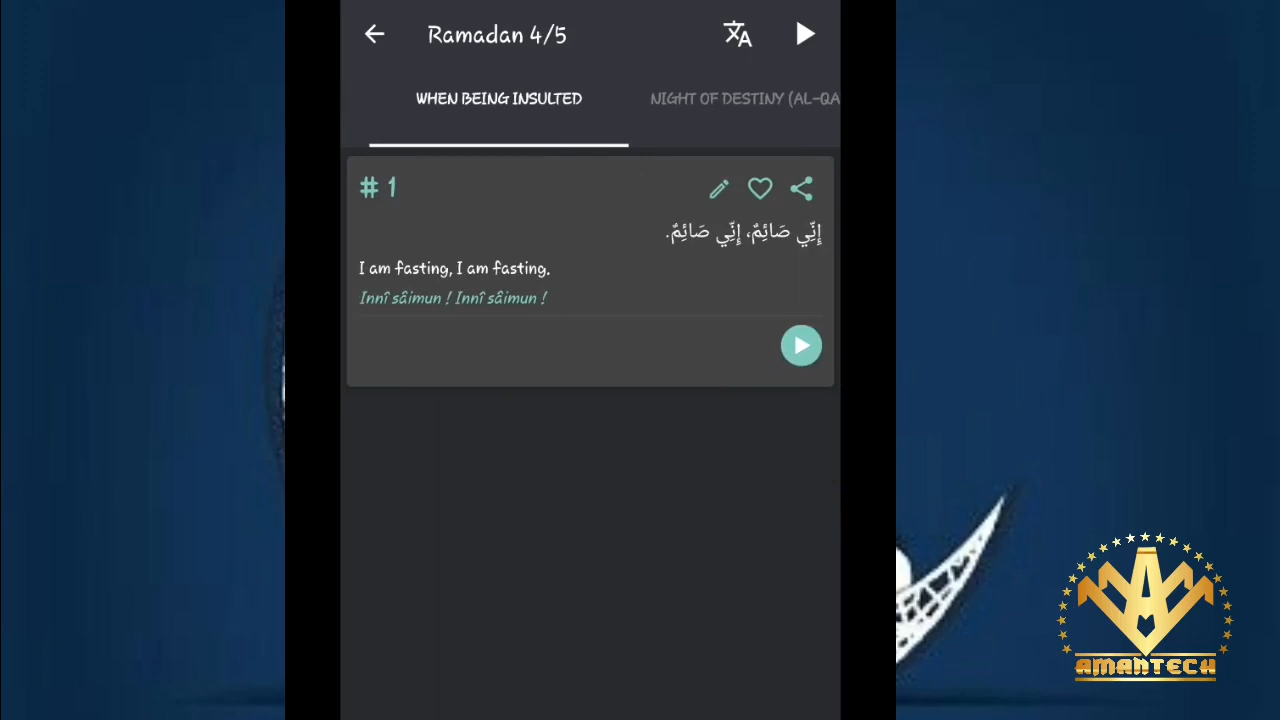 Ramadan 4/5
WHEN BEING INSULTED
NIGHT OF DESTINY (AL-QA
# 1
إِنِّي صَائِمٌ، إِنِّي صَائِمٌ.
I am fasting, I am fasting.
Innî sâimun ! Innî sâimun !
AMANTECH